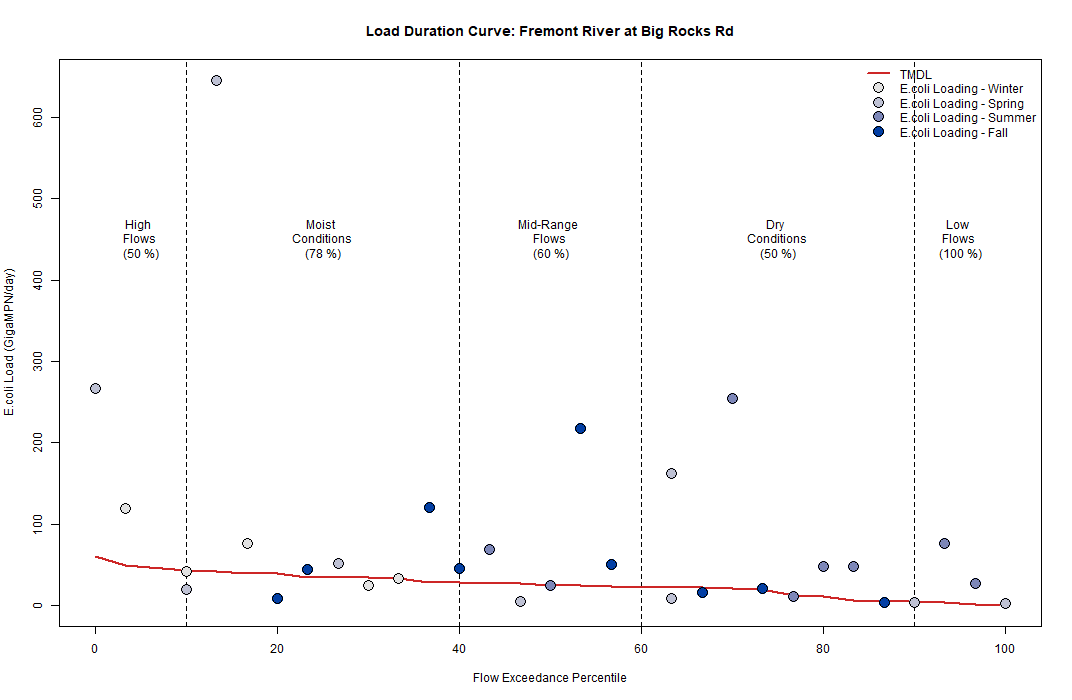 Load Duration Curve: Fremont River at Big Rocks Rd
TMDL
E.coli Loading - Winter
E.coli Loading - Spring
E.coli Loading - Summer
E.coli Loading - Fall
High
Flows
(50 %)
Moist
Conditions
(78 %)
Mid-Range
Flows
(60 %)
Dry
Conditions
(50 %)
Low
Flows
(100 %)
E.coli Load (GigaMPN/day)
600
500
400
300
200
100
0
0 20 40 60 80 100
Flow Exceedance Percentile